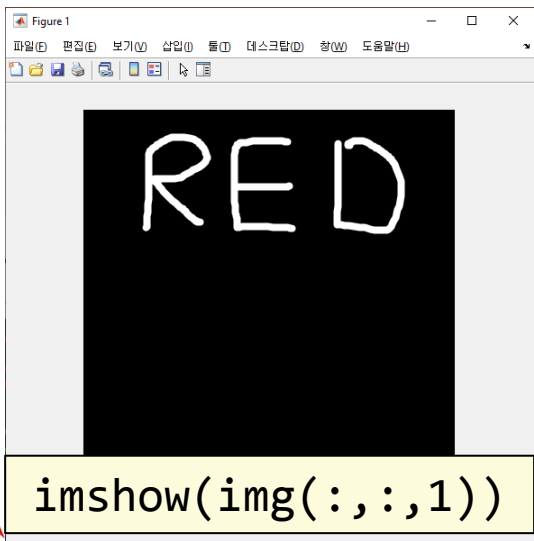 Figure 1
파일(F) 편집(E) 보기(V) 삽입(I) 툴(T) 데스크탑(D) 창(W) 도움말(H)
RED
imshow(img(:,:,1))